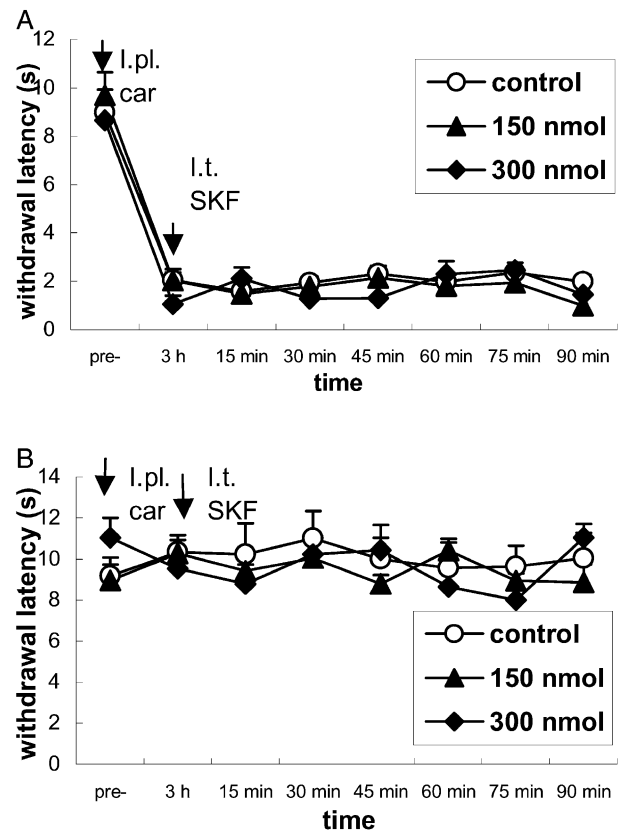 A
12
10
8
6
4
2
0
withdrawal latency (s)
I.pl.
car
I.t.
SKF
control
150 nmol
300 nmol
pre- 3 h 15 min 30 min 45 min 60 min 75 min 90 min
time
B
14
12
10
8
6
4
2
0
withdrawal latency (s)
I.pl. I.t.
car SKF
control
150 nmol
300 nmol
pre- 3 h 15 min 30 min 45 min 60 min 75 min 90 min
time